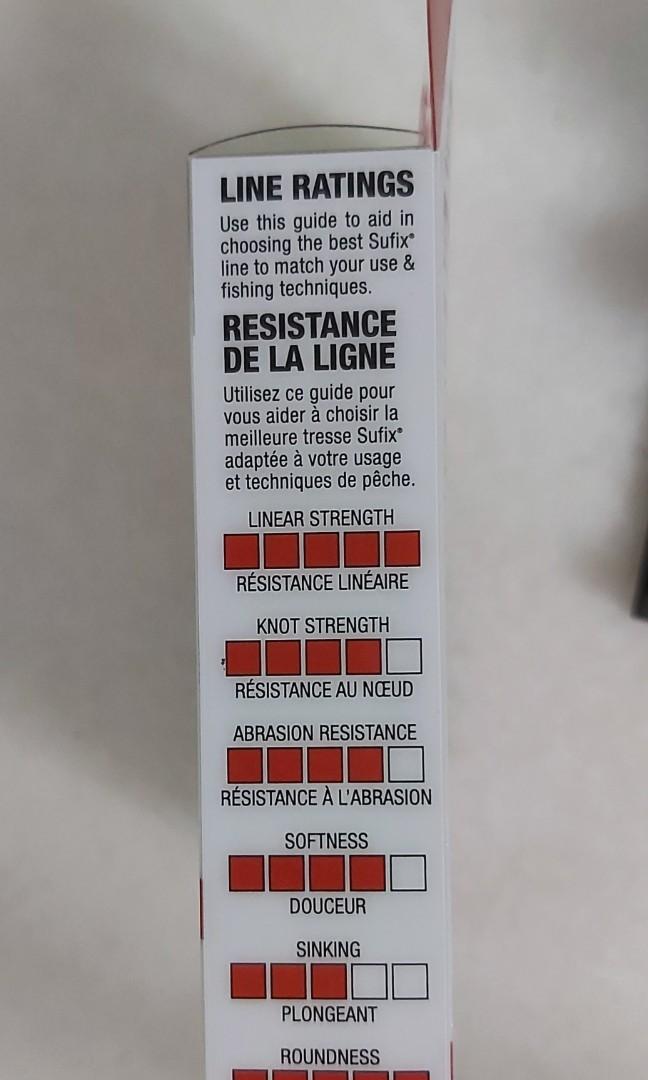 LINE RATINGS
Use this guide to aid in
choosing the best Sufix®
line to match your use &
fishing techniques.
RESISTANCE
DE LA LIGNE
Utilisez ce guide pour
vous aider à choisir la
meilleure tresse Sufix®
adaptée à votre usage
et techniques de pêche.
LINEAR STRENGTH
RÉSISTANCE LINÉAIRE
KNOT STRENGTH
RÉSISTANCE AU NŒUD
ABRASION RESISTANCE
RÉSISTANCE À L'ABRASION
SOFTNESS
DOUCEUR
SINKING
PLONGEANT
ROUNDNESS